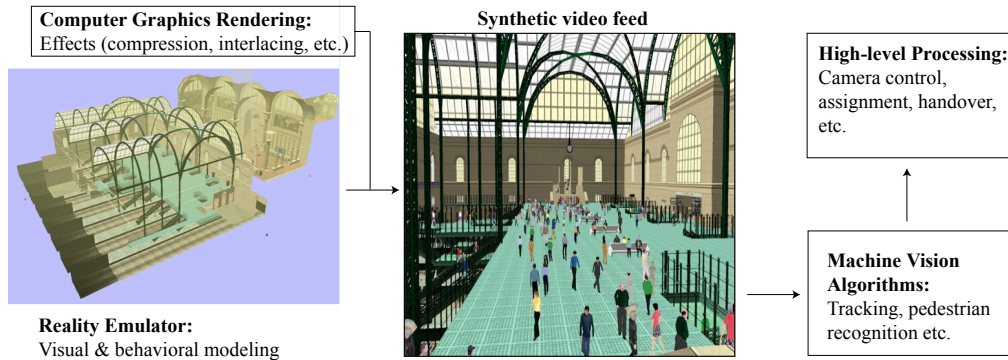 Computer Graphics Rendering:
Effects (compression, interlacing, etc.)
Reality Emulator:
Visual & behavioral modeling
Synthetic video feed
High-level Processing:
Camera control,
assignment, handover,
etc.
Machine Vision
Algorithms:
Tracking, pedestrian
recognition etc.